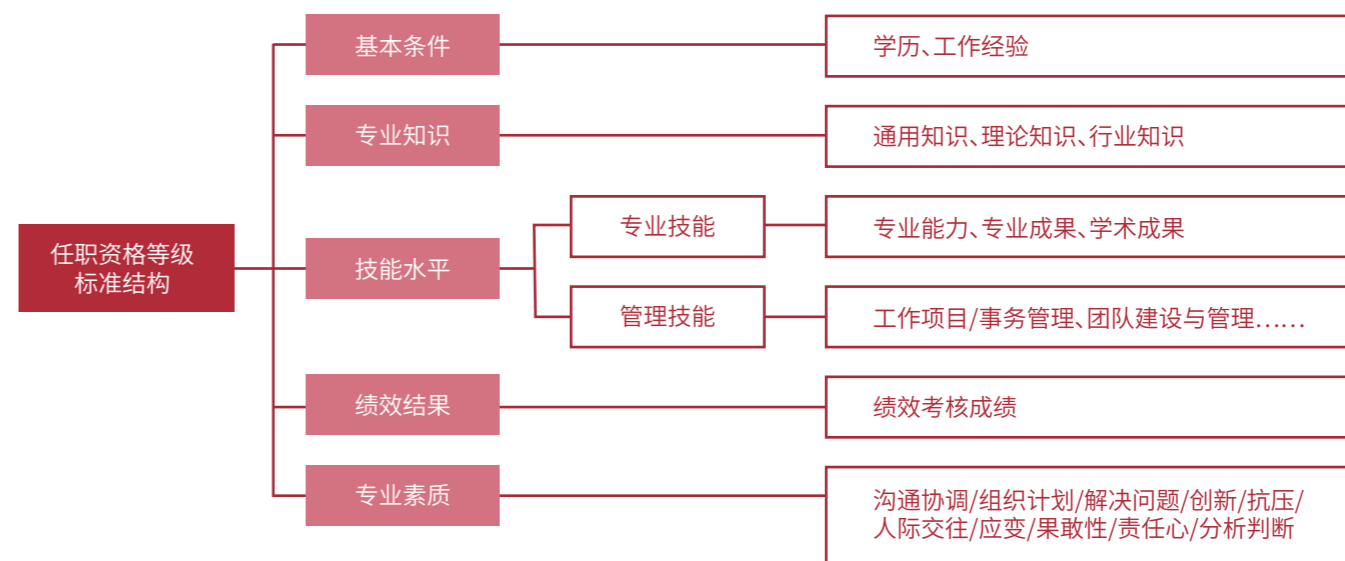 任职资格等级
标准结构
基本条件
学历、工作经验
专业知识
通用知识、理论知识、行业知识
技能水平
专业技能
专业能力、专业成果、学术成果
管理技能
工作项目/事务管理、团队建设与管理……
绩效结果
绩效考核成绩
专业素质
沟通协调/组织计划/解决问题/创新/抗压/
人际交往/应变/果敢性/责任心/分析判断